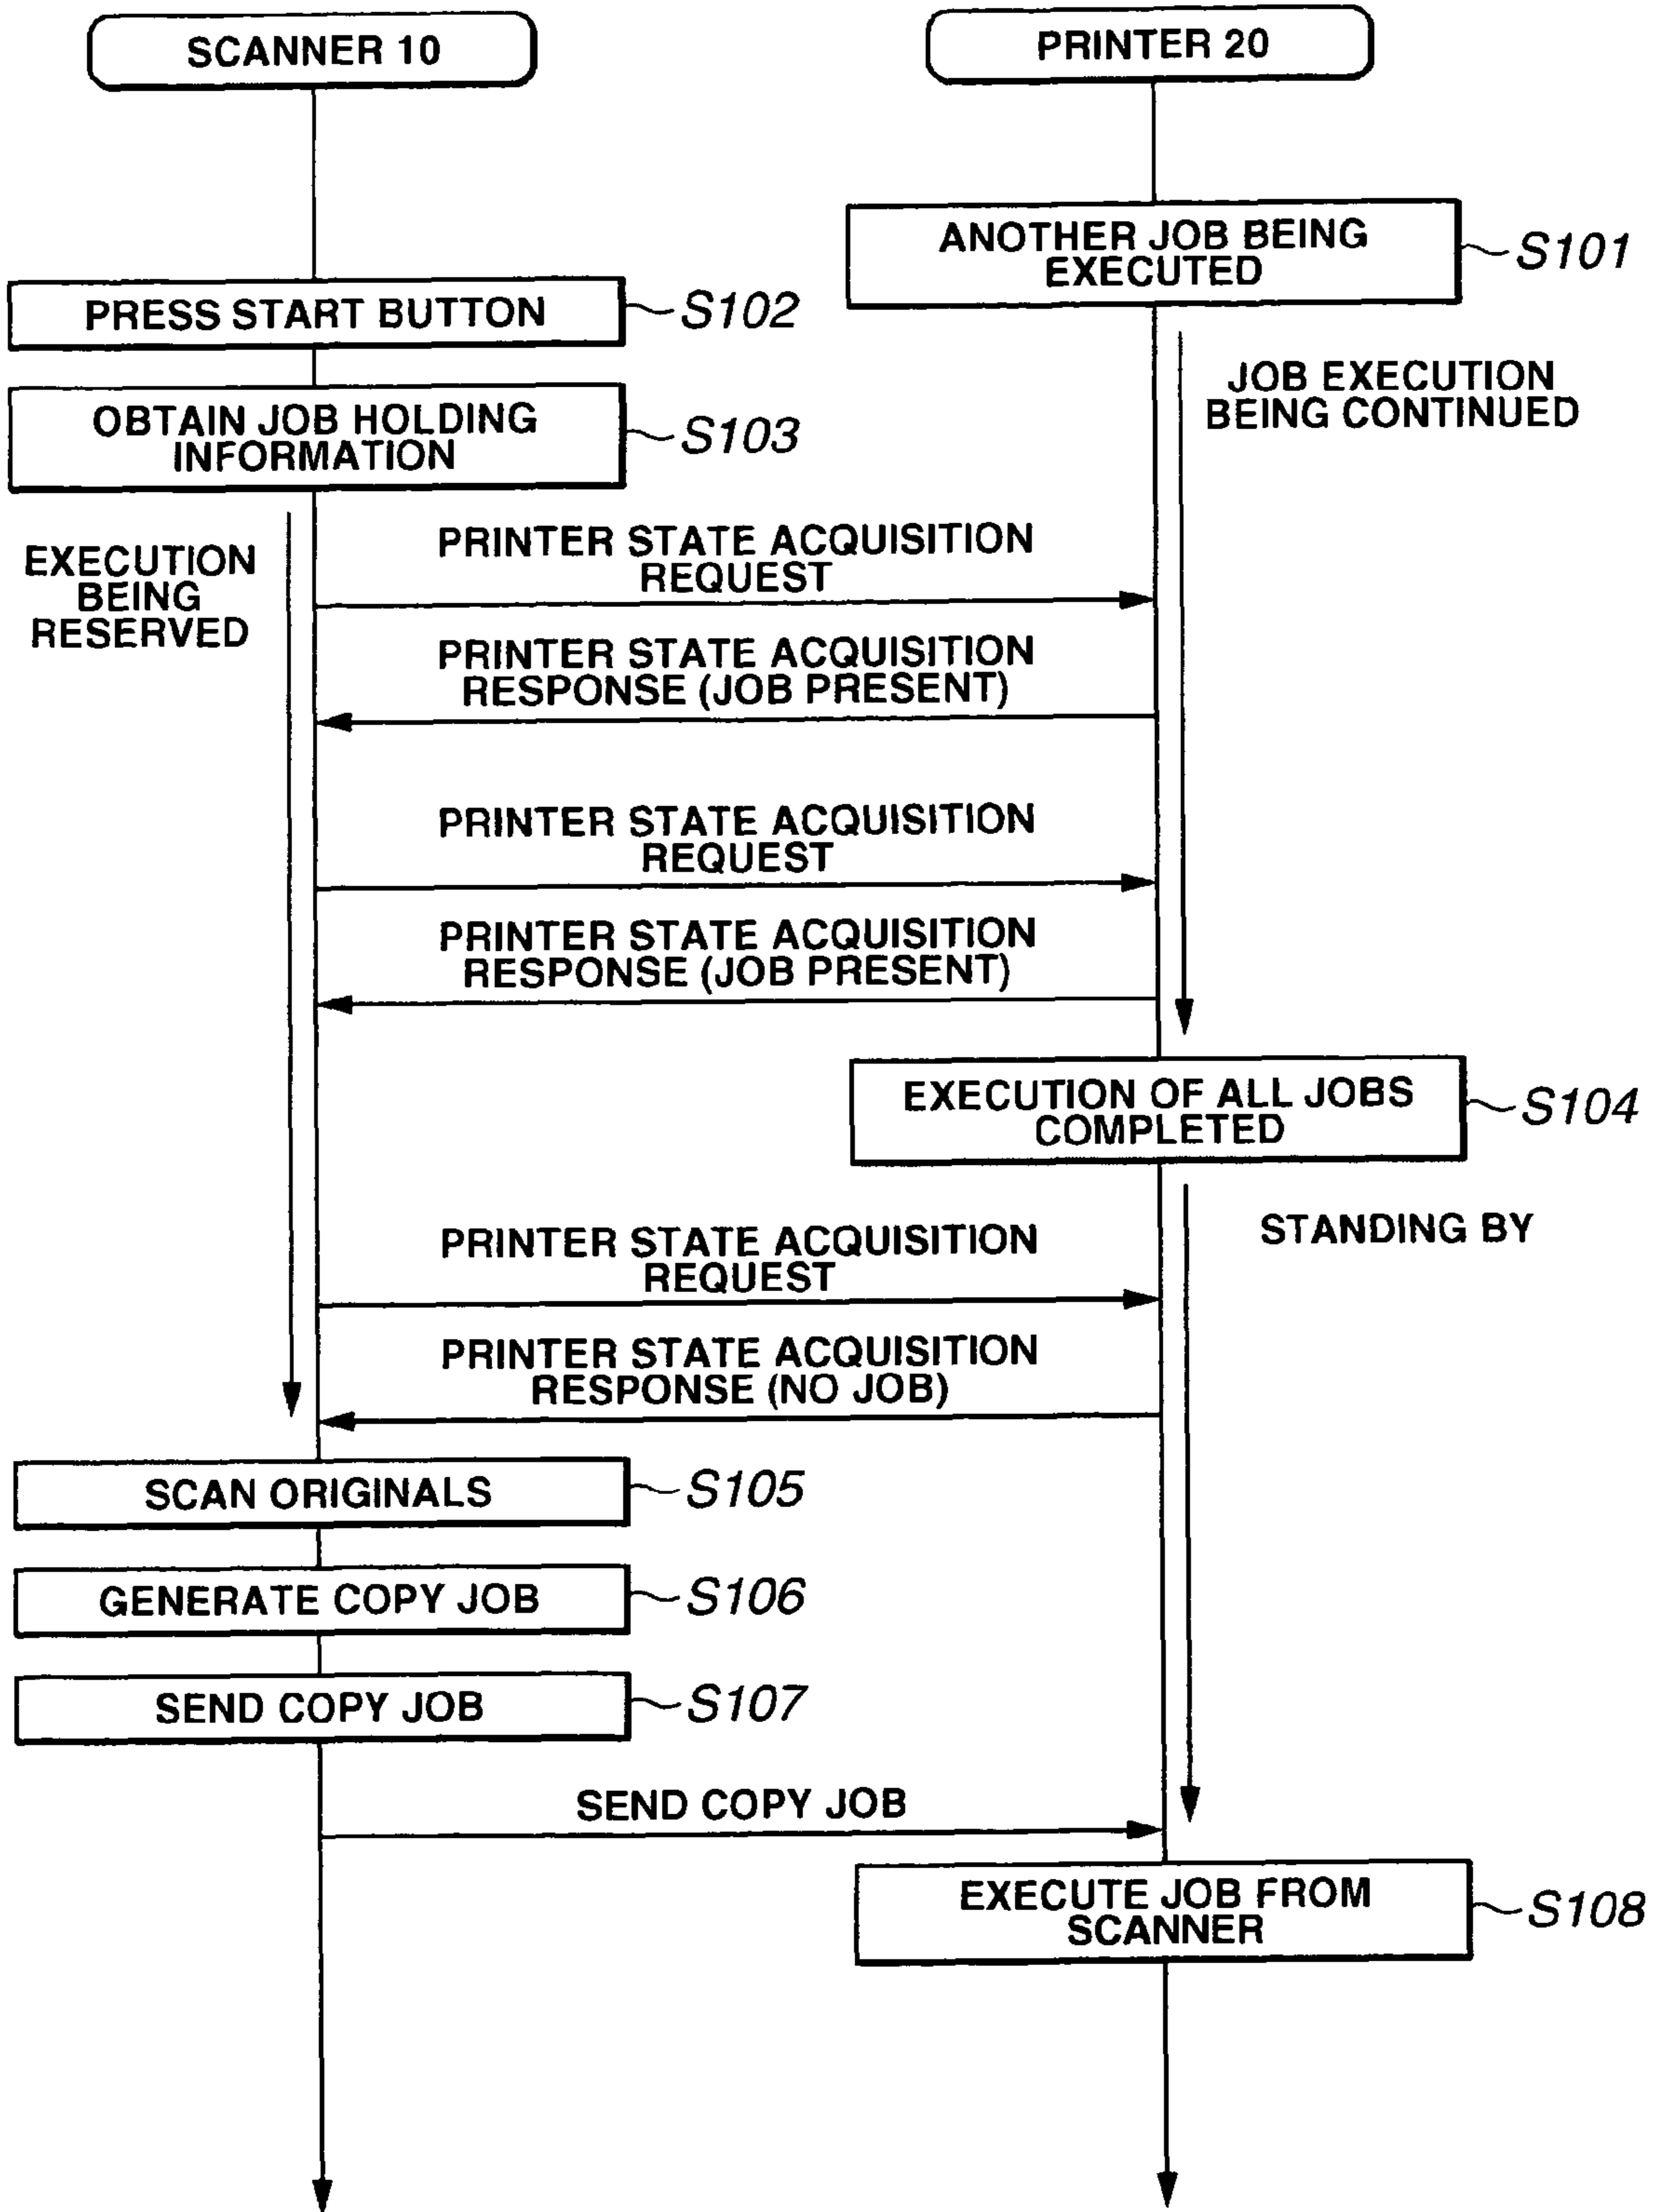 SCANNER 10
PRINTER 20
ANOTHER JOB BEING
EXECUTED
S101
PRESS START BUTTON
S102
JOB EXECUTION
BEING CONTINUED
OBTAIN JOB HOLDING
INFORMATION
S103
EXECUTION
BEING
RESERVED
PRINTER STATE ACQUISITION
REQUEST
PRINTER STATE ACQUISITION
RESPONSE (JOB PRESENT)
PRINTER STATE ACQUISITION
REQUEST
PRINTER STATE ACQUISITION
RESPONSE (JOB PRESENT)
EXECUTION OF ALL JOBS
COMPLETED
S104
STANDING BY
PRINTER STATE ACQUISITION
REQUEST
PRINTER STATE ACQUISITION
RESPONSE (NO JOB)
SCAN ORIGINALS
S105
GENERATE COPY JOB
S106
SEND COPY JOB
S107
SEND COPY JOB
EXECUTE JOB FROM
SCANNER
S108